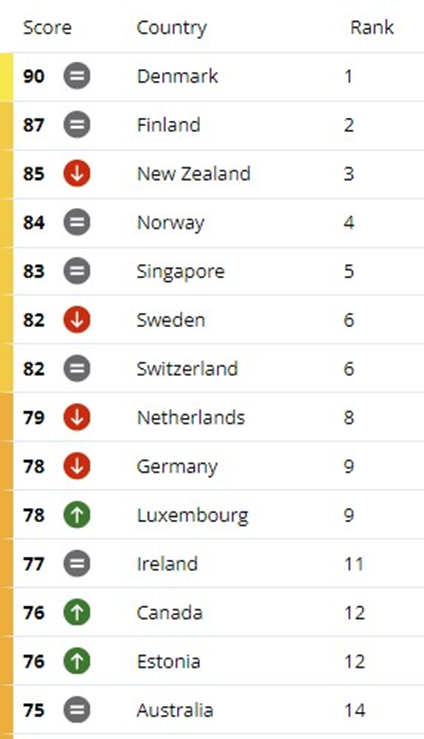 Score Country Rank
90 Denmark 1
87 Finland 2
85 New Zealand 3
84 Norway 4
83 Singapore 5
82 Sweden 6
82 Switzerland 6
79 Netherlands 8
78 Germany 9
78 Luxembourg 9
77 Ireland 11
76 Canada 12
76 Estonia 12
75 Australia 14